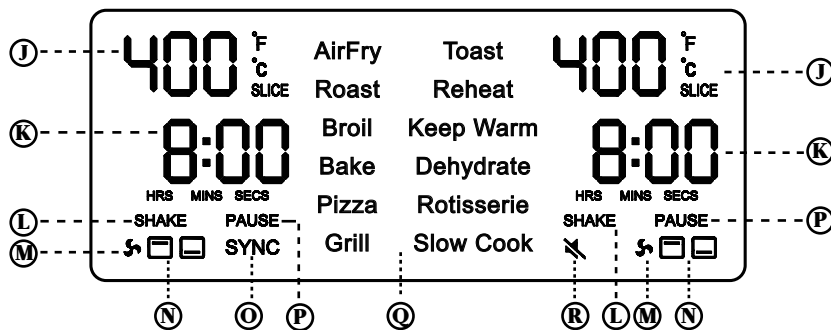 J 400 °F AirFry Toast 400 °F J
°C °C
SLICE Roast Reheat SLICE
K 8:00 Broil Keep Warm 8:00 K
Bake Dehydrate
HRS MINS SECS HRS MINS SECS
L SHAKE PAUSE Pizza Rotisserie SHAKE PAUSE P
M SYNC Grill Slow Cook
N O P Q R L M N